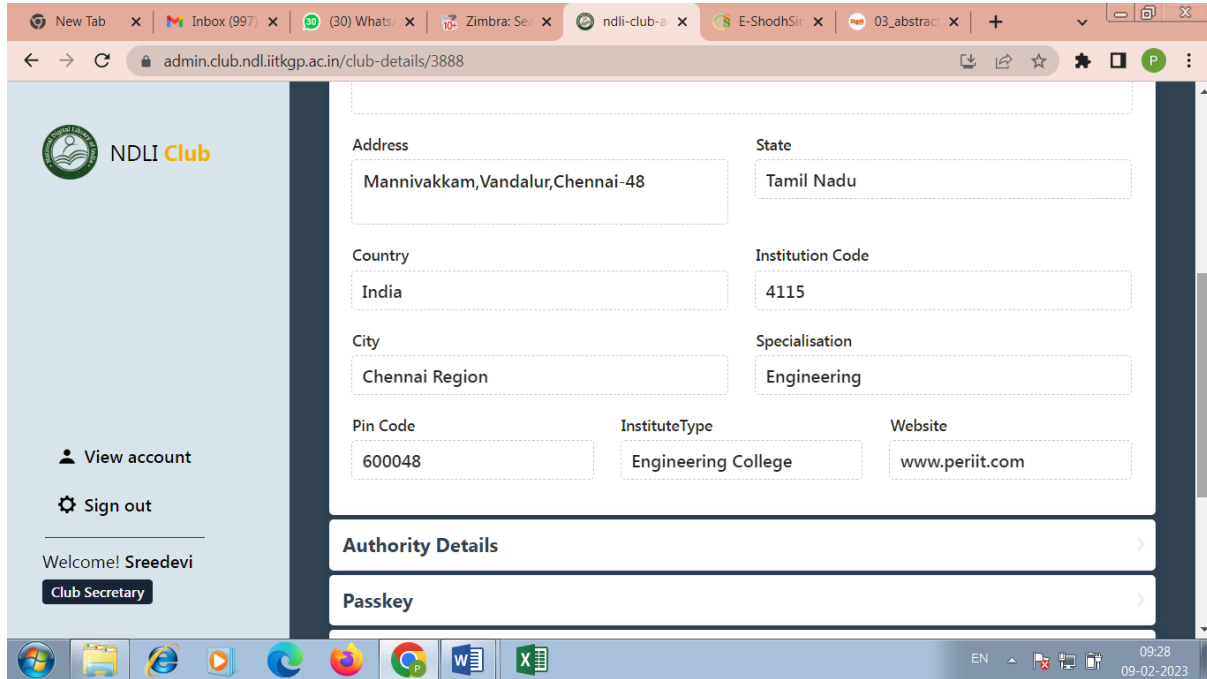 New Tab
Inbox (997)
(30) Whats
Zimbra: Sea
ndli-club-a
E-ShodhSin
03_abstract
admin.club.ndl.iitkgp.ac.in/club-details/3888
P
NDLI Club
Address
State
Mannivakkam,Vandalur,Chennai-48
Tamil Nadu
Country
Institution Code
India
4115
City
Specialisation
Chennai Region
Engineering
Pin Code
InstituteType
Website
600048
Engineering College
www.periit.com
View account
Sign out
Authority Details
Welcome! Sreedevi
Club Secretary
Passkey
EN
09:28
09-02-2023